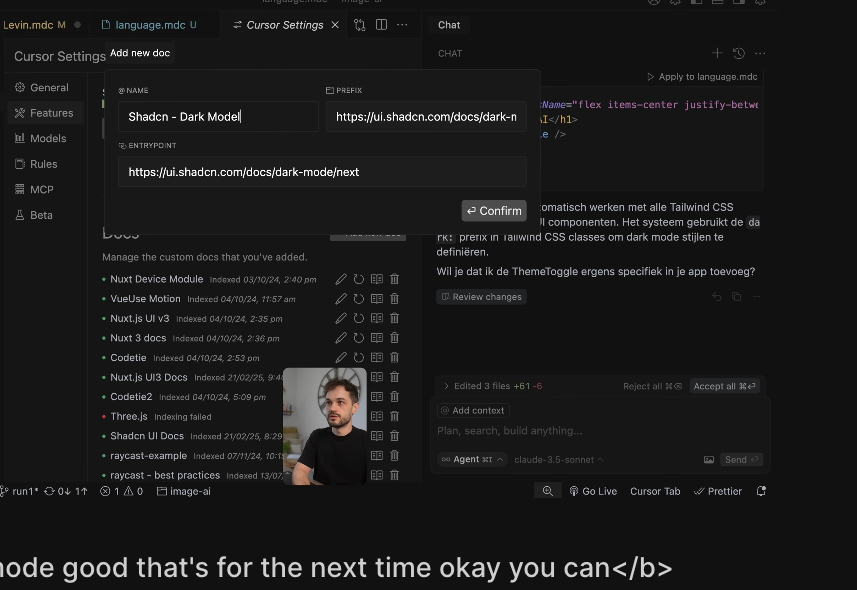 Levin.mdc M
language.mdc U
Cursor Settings
Chat
Cursor Settings
Add new doc
CHAT
Apply to language.mdc
General
Features
Models
Rules
MCP
Beta
NAME
PREFIX
Shadcn - Dark Model
https://ui.shadcn.com/docs/dark-n
ENTRYPOINT
https://ui.shadcn.com/docs/dark-mode/next
Confirm
Name="flex items-center justify-betwe
AI</h1>
e />
Docs
Manage the custom docs that you've added.
Nuxt Device Module Indexed 03/10/24, 2:40 pm
VueUse Motion Indexed 04/10/24, 11:57 am
Nuxt.js UI v3 Indexed 04/10/24, 2:35 pm
Nuxt 3 docs Indexed 04/10/24, 2:36 pm
Codetie Indexed 04/10/24, 2:53 pm
Nuxt.js UI3 Docs Indexed 21/02/25, 9:4
Codetie2 Indexed 04/10/24, 5:09 pm
Three.js Indexing failed
Shadcn UI Docs Indexed 21/02/25, 8:29
raycast-example Indexed 07/11/24, 10:1
raycast - best practices Indexed 13/07
tomatisch werken met alle Tailwind CSS
UI componenten. Het systeem gebruikt de da
rk: prefix in Tailwind CSS classes om dark mode stijlen te
definiëren.
Wil je dat ik de ThemeToggle ergens specifiek in je app toevoeg?
Review changes
Edited 3 files +61 -6
Reject all ⌘⌫
Accept all ⌘⏎
@ Add context
Plan, search, build anything...
∞ Agent ⌘I
claude-3.5-sonnet
Send
run1* 0↓ 1↑ 1 0 image-ai
Go Live
Cursor Tab
Prettier
node good that's for the next time okay you can</b>